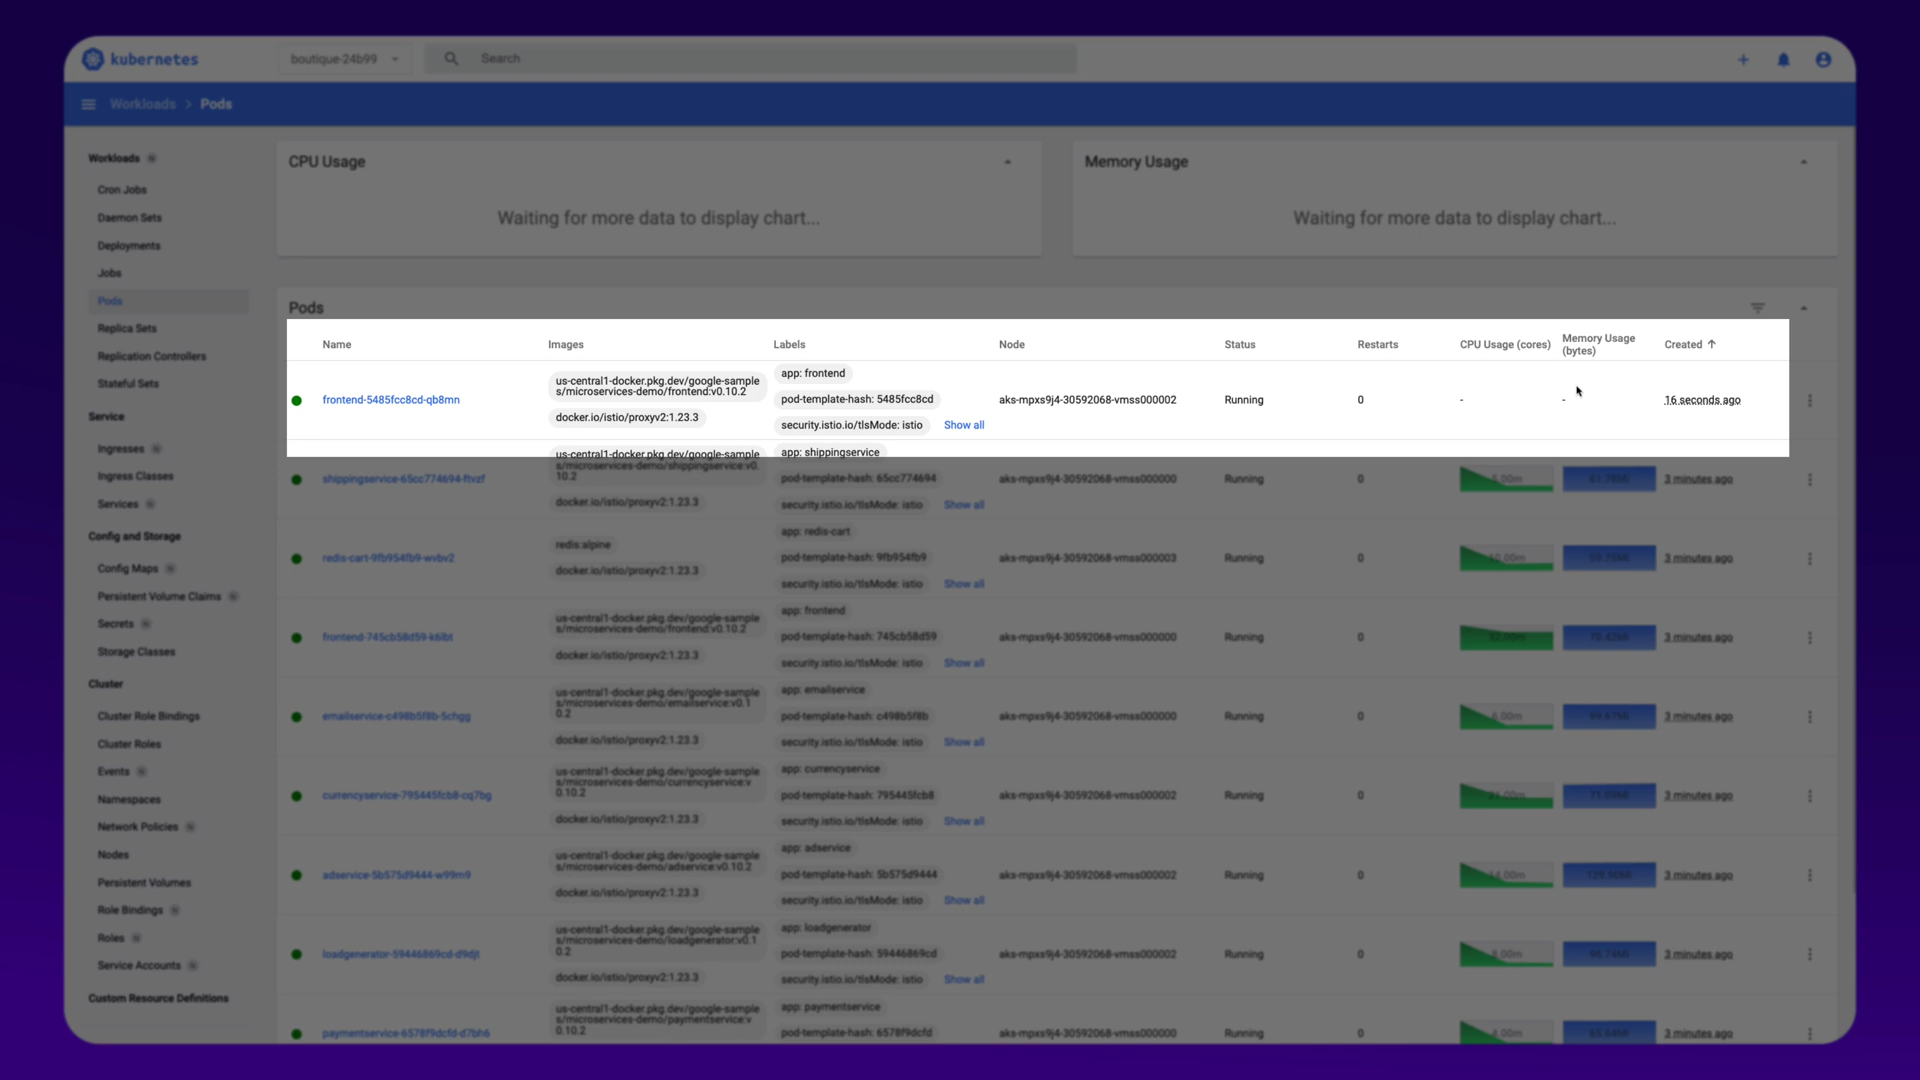 kubernetes
boutique-24b99
Search
Workloads > Pods
Workloads N
Cron Jobs
Daemon Sets
Deployments
Jobs
Pods
Replica Sets
Replication Controllers
Stateful Sets
Service
Ingresses N
Ingress Classes
Services N
Config and Storage
Config Maps N
Persistent Volume Claims N
Secrets N
Storage Classes
Cluster
Cluster Role Bindings
Cluster Roles
Events N
Namespaces
Network Policies N
Nodes
Persistent Volumes
Role Bindings N
Roles N
Service Accounts N
Custom Resource Definitions
CPU Usage
Waiting for more data to display chart...
Memory Usage
Waiting for more data to display chart...
Pods
Name Images Labels Node Status Restarts CPU Usage (cores) Memory Usage (bytes) Created
frontend-5485fcc8cd-qb8mn
us-central1-docker.pkg.dev/google-sample
s/microservices-demo/frontend:v0.10.2
docker.io/istio/proxyv2:1.23.3
app: frontend
pod-template-hash: 5485fcc8cd
security.istio.io/tlsMode: istio Show all
aks-mpxs9j4-30592068-vmss000002 Running 0 - - 16 seconds ago
shippingservice-65cc774694-ftvzf
us-central1-docker.pkg.dev/google-sample
s/microservices-demo/shippingservice:v0.
10.2
docker.io/istio/proxyv2:1.23.3
app: shippingservice
pod-template-hash: 65cc774694
security.istio.io/tlsMode: istio Show all
aks-mpxs9j4-30592068-vmss000000 Running 0 3 minutes ago
redis-cart-9fb954fb9-wvbv2
redis:alpine
docker.io/istio/proxyv2:1.23.3
app: redis-cart
pod-template-hash: 9fb954fb9
security.istio.io/tlsMode: istio Show all
aks-mpxs9j4-30592068-vmss000003 Running 0 3 minutes ago
frontend-745cb58d59-k6lbt
us-central1-docker.pkg.dev/google-sample
s/microservices-demo/frontend:v0.10.2
docker.io/istio/proxyv2:1.23.3
app: frontend
pod-template-hash: 745cb58d59
security.istio.io/tlsMode: istio Show all
aks-mpxs9j4-30592068-vmss000000 Running 0 3 minutes ago
emailservice-c498b5f8b-5chgg
us-central1-docker.pkg.dev/google-sample
s/microservices-demo/emailservice:v0.1
0.2
docker.io/istio/proxyv2:1.23.3
app: emailservice
pod-template-hash: c498b5f8b
security.istio.io/tlsMode: istio Show all
aks-mpxs9j4-30592068-vmss000000 Running 0 3 minutes ago
currencyservice-795445fcb8-cq7bg
us-central1-docker.pkg.dev/google-sample
s/microservices-demo/currencyservice:v
0.10.2
docker.io/istio/proxyv2:1.23.3
app: currencyservice
pod-template-hash: 795445fcb8
security.istio.io/tlsMode: istio Show all
aks-mpxs9j4-30592068-vmss000002 Running 0 3 minutes ago
adservice-5b575d9444-w99m9
us-central1-docker.pkg.dev/google-sample
s/microservices-demo/adservice:v0.10.2
docker.io/istio/proxyv2:1.23.3
app: adservice
pod-template-hash: 5b575d9444
security.istio.io/tlsMode: istio Show all
aks-mpxs9j4-30592068-vmss000002 Running 0 3 minutes ago
loadgenerator-59446869cd-d9djt
us-central1-docker.pkg.dev/google-sample
s/microservices-demo/loadgenerator:v0.1
0.2
docker.io/istio/proxyv2:1.23.3
app: loadgenerator
pod-template-hash: 59446869cd
security.istio.io/tlsMode: istio Show all
aks-mpxs9j4-30592068-vmss000002 Running 0 3 minutes ago
paymentservice-6578f9dcfd-d7bh6
us-central1-docker.pkg.dev/google-sample
s/microservices-demo/paymentservice:v
0.10.2
app: paymentservice
pod-template-hash: 6578f9dcfd
aks-mpxs9j4-30592068-vmss000000 Running 0 3 minutes ago